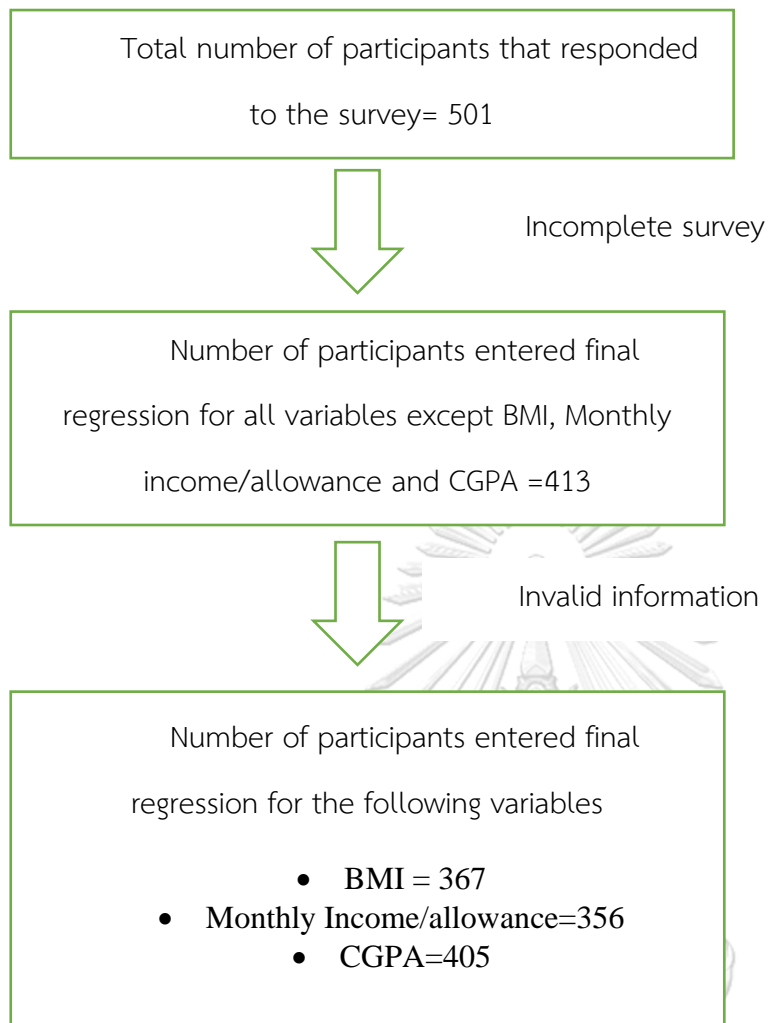 Total number of participants that responded
to the survey= 501
Incomplete survey
Number of participants entered final
regression for all variables except BMI, Monthly
income/allowance and CGPA =413
Invalid information
Number of participants entered final
regression for the following variables
• BMI = 367
• Monthly Income/allowance=356
• CGPA=405